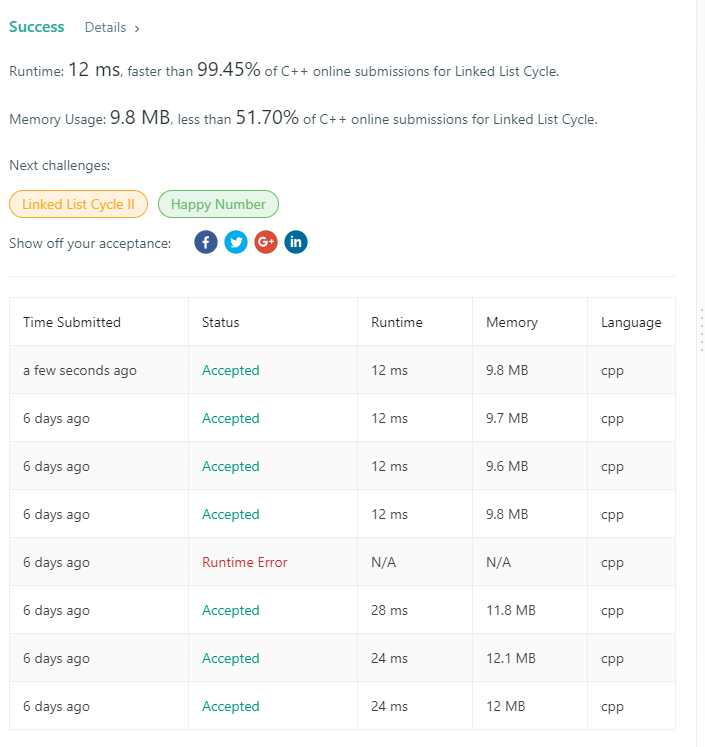 Success Details >
Runtime: 12 ms, faster than 99.45% of C++ online submissions for Linked List Cycle.
Memory Usage: 9.8 MB, less than 51.70% of C++ online submissions for Linked List Cycle.
Next challenges:
Linked List Cycle II Happy Number
Show off your acceptance: f G+ in
Time Submitted Status Runtime Memory Language
a few seconds ago Accepted 12 ms 9.8 MB cpp
6 days ago Accepted 12 ms 9.7 MB cpp
6 days ago Accepted 12 ms 9.6 MB cpp
6 days ago Accepted 12 ms 9.8 MB cpp
6 days ago Runtime Error N/A N/A cpp
6 days ago Accepted 28 ms 11.8 MB cpp
6 days ago Accepted 24 ms 12.1 MB cpp
6 days ago Accepted 24 ms 12 MB cpp